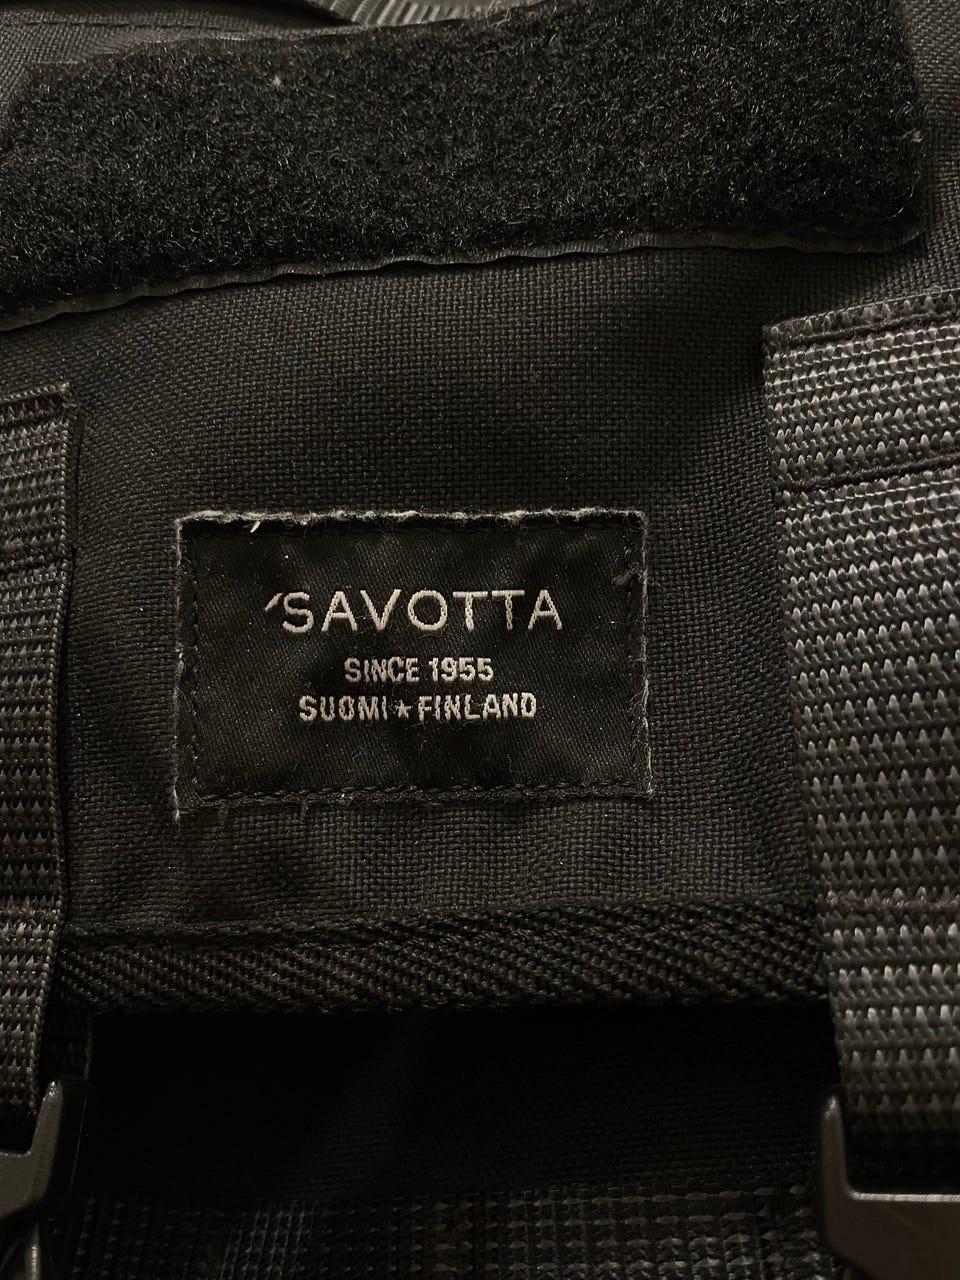 'SAVOTTA
SINCE 1955
SUOMI★FINLAND